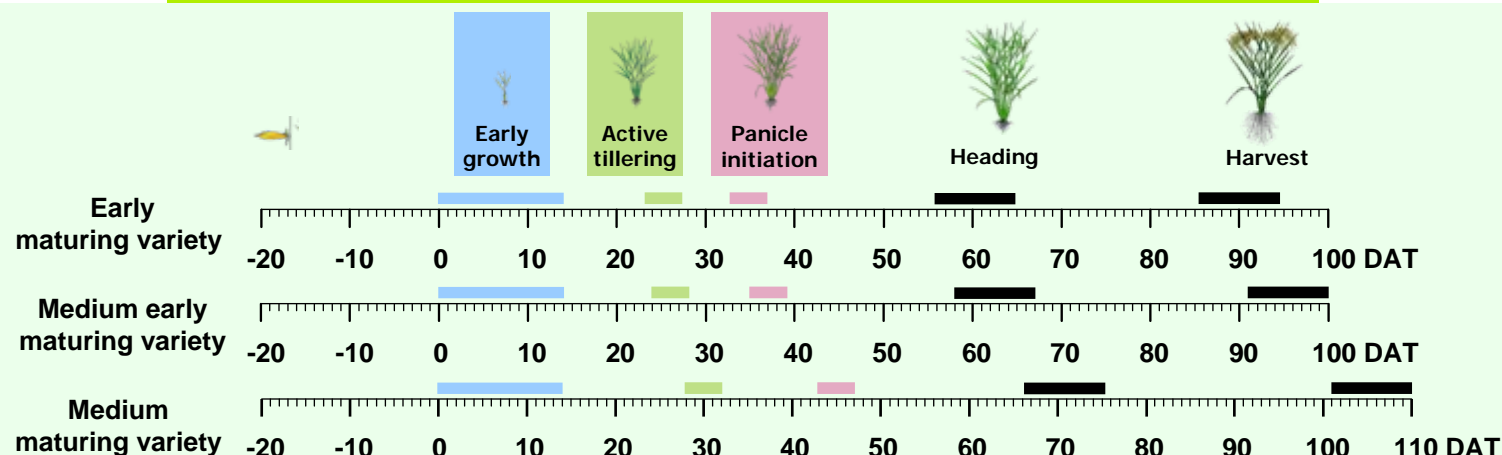 Early
growth
Active
tillering
Panicle
initiation
Heading
Harvest
Early
maturing variety
-20 -10 0 10 20 30 40 50 60 70 80 90 100 DAT
Medium early
maturing variety
-20 -10 0 10 20 30 40 50 60 70 80 90 100 DAT
Medium
maturing variety
-20 -10 0 10 20 30 40 50 60 70 80 90 100 110 DAT